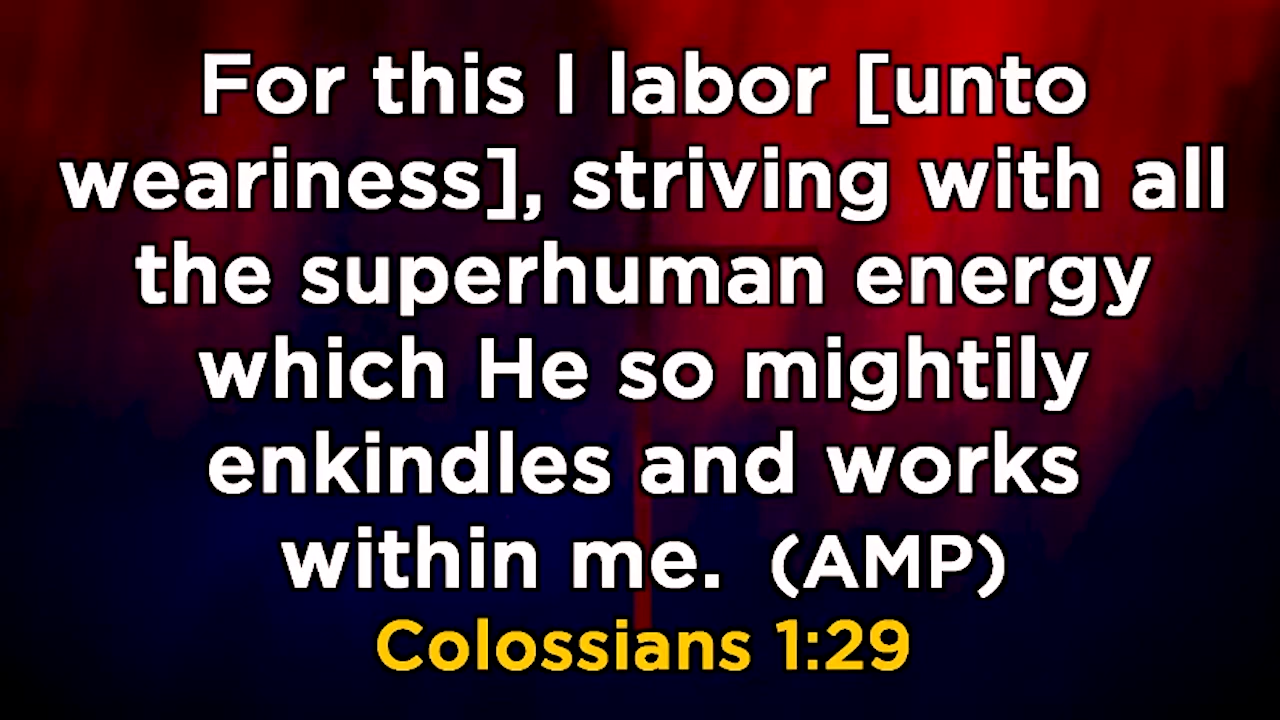 For this I labor [unto
weariness], striving with all
the superhuman energy
which He so mightily
enkindles and works
within me. (AMP)
Colossians 1:29